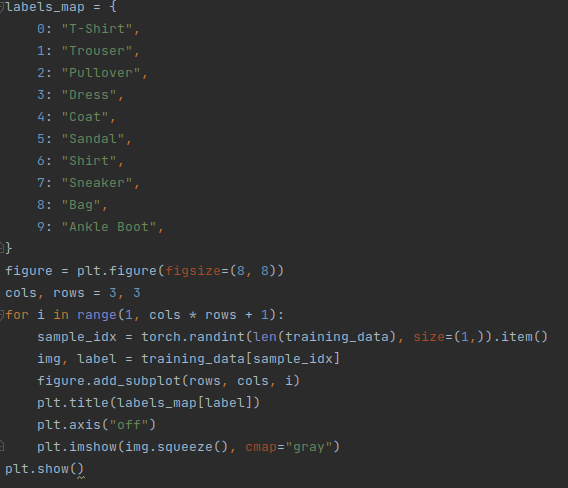 labels_map = {
    0: "T-Shirt",
    1: "Trouser",
    2: "Pullover",
    3: "Dress",
    4: "Coat",
    5: "Sandal",
    6: "Shirt",
    7: "Sneaker",
    8: "Bag",
    9: "Ankle Boot",
}
figure = plt.figure(figsize=(8, 8))
cols, rows = 3, 3
for i in range(1, cols * rows + 1):
    sample_idx = torch.randint(len(training_data), size=(1,)).item()
    img, label = training_data[sample_idx]
    figure.add_subplot(rows, cols, i)
    plt.title(labels_map[label])
    plt.axis("off")
    plt.imshow(img.squeeze(), cmap="gray")
plt.show()